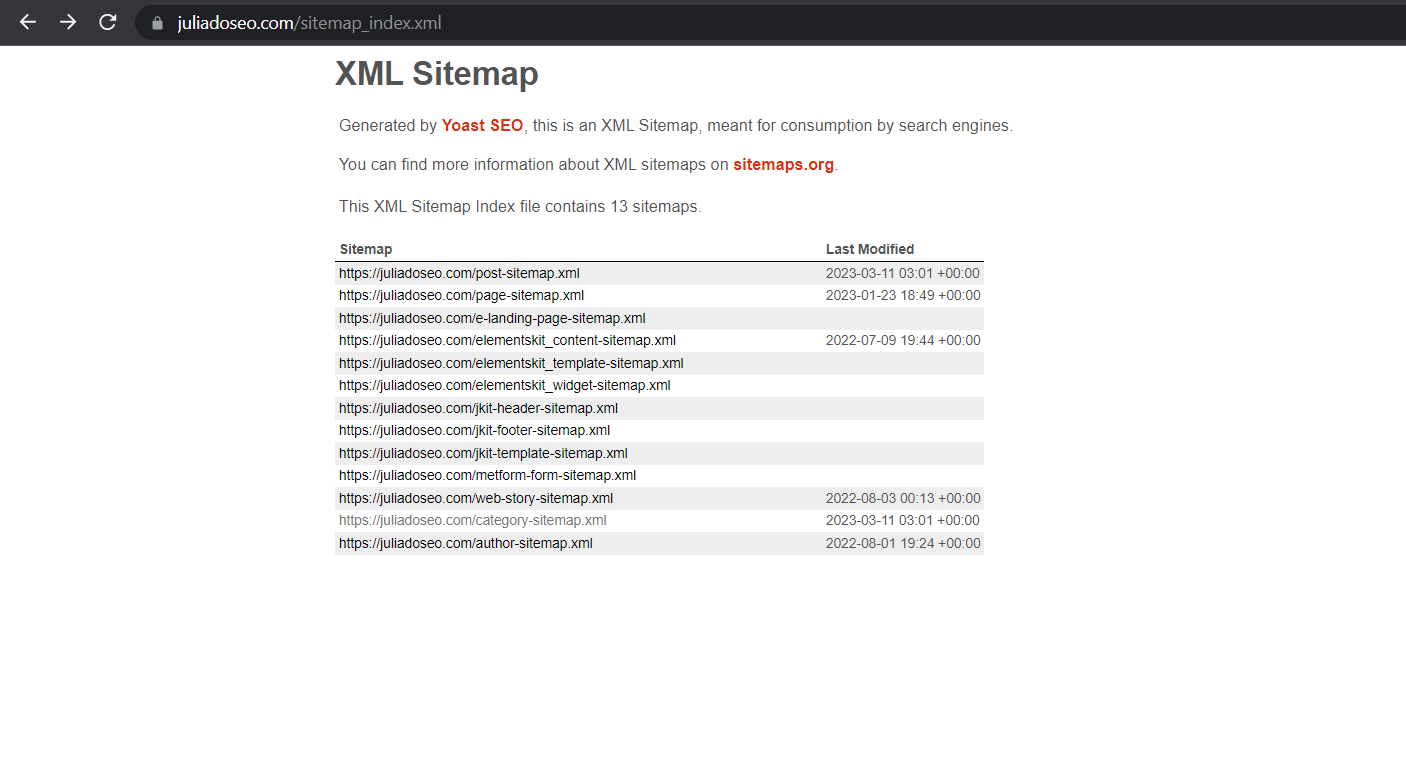 juliadoseo.com/sitemap_index.xml
XML Sitemap
Generated by Yoast SEO, this is an XML Sitemap, meant for consumption by search engines.
You can find more information about XML sitemaps on sitemaps.org.
This XML Sitemap Index file contains 13 sitemaps.
Sitemap Last Modified
https://juliadoseo.com/post-sitemap.xml 2023-03-11 03:01 +00:00
https://juliadoseo.com/page-sitemap.xml 2023-01-23 18:49 +00:00
https://juliadoseo.com/e-landing-page-sitemap.xml
https://juliadoseo.com/elementskit_content-sitemap.xml 2022-07-09 19:44 +00:00
https://juliadoseo.com/elementskit_template-sitemap.xml
https://juliadoseo.com/elementskit_widget-sitemap.xml
https://juliadoseo.com/jkit-header-sitemap.xml
https://juliadoseo.com/jkit-footer-sitemap.xml
https://juliadoseo.com/jkit-template-sitemap.xml
https://juliadoseo.com/metform-form-sitemap.xml
https://juliadoseo.com/web-story-sitemap.xml 2022-08-03 00:13 +00:00
https://juliadoseo.com/category-sitemap.xml 2023-03-11 03:01 +00:00
https://juliadoseo.com/author-sitemap.xml 2022-08-01 19:24 +00:00